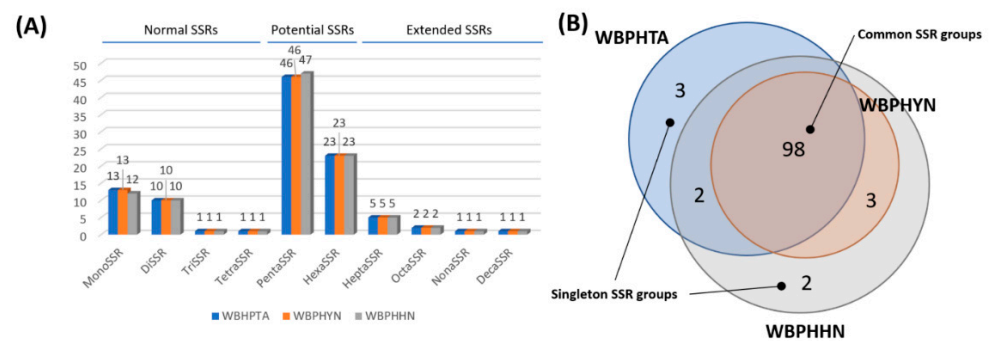 (A)
Normal SSRs Potential SSRs Extended SSRs
50
45
40
35
30
25
20
15
10
5
0
13 13 12
10 10 10
1 1 1
1 1 1
46 46 47
23 23 23
5 5 5
2 2 2
1 1 1
1 1 1
MonoSSR DiSSR TriSSR TetraSSR PentaSSR HexaSSR HeptaSSR OctaSSR NonaSSR DecaSSR
WBHPTA WBPHYN WBPHHN
(B)
WBPHTA
Common SSR groups
3
WBPHYN
98
2
3
Singleton SSR groups
2
WBPHHN